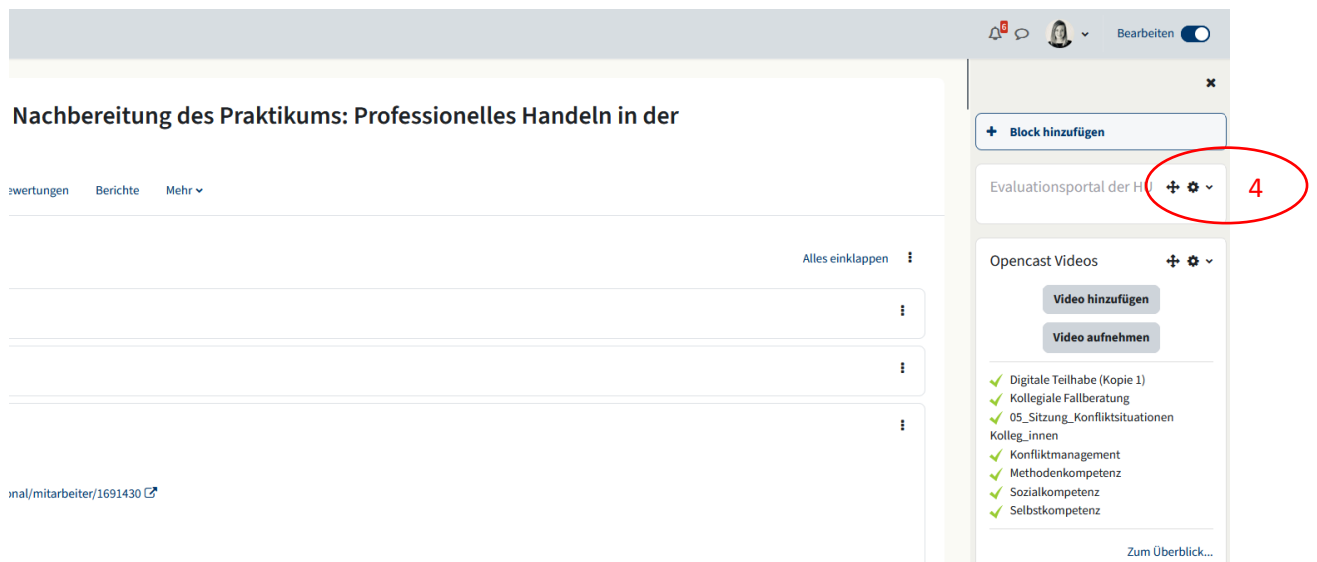 6
Bearbeiten
Nachbereitung des Praktikums: Professionelles Handeln in der
ewertungen Berichte Mehr
Alles einklappen
onal/mitarbeiter/1691430
+ Block hinzufügen
Evaluationsportal der HU
4
Opencast Videos
Video hinzufügen
Video aufnehmen
Digitale Teilhabe (Kopie 1)
Kollegiale Fallberatung
05_Sitzung_Konfliktsituationen
Kolleg_innen
Konfliktmanagement
Methodenkompetenz
Sozialkompetenz
Selbstkompetenz
Zum Überblick...